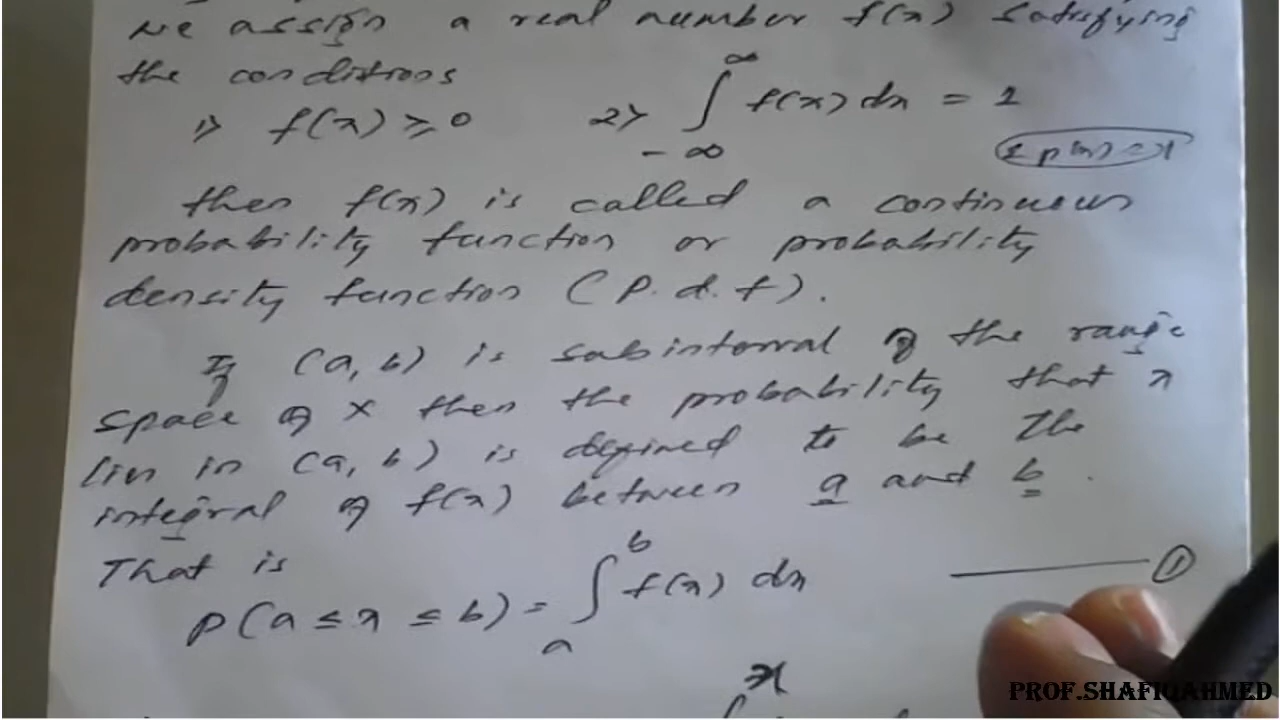 we assign a real number f(x) satisfying
the conditions
1> f(x) ≥ 0 2> ∫_{-∞}^{∞} f(x) dx = 1
Σ p(x) = 1
then f(x) is called a continuous
probability function or probability
density function (P.d.f).
If (a, b) is subinterval of the range
space of X then the probability that x
lies in (a, b) is defined to be the
integral of f(x) between a and b.
That is
P(a ≤ x ≤ b) = ∫_a^b f(x) dx —— ①
x
∫
PROF.SHAFIQAHMED